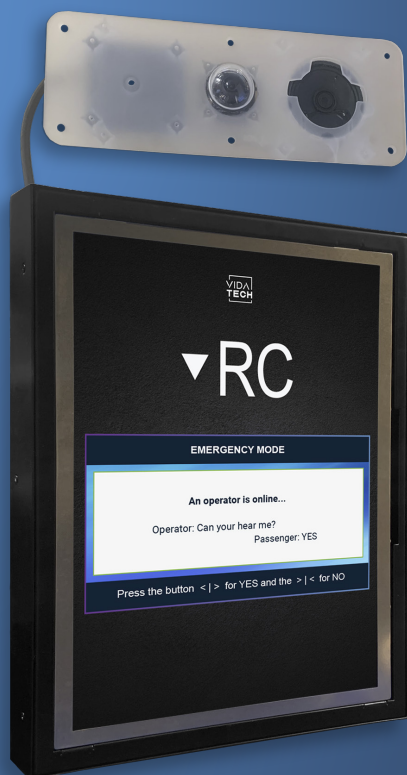 VIDA
TECH
▼RC
EMERGENCY MODE
An operator is online...
Operator: Can your hear me?
Passenger: YES
Press the button < | > for YES and the > | < for NO